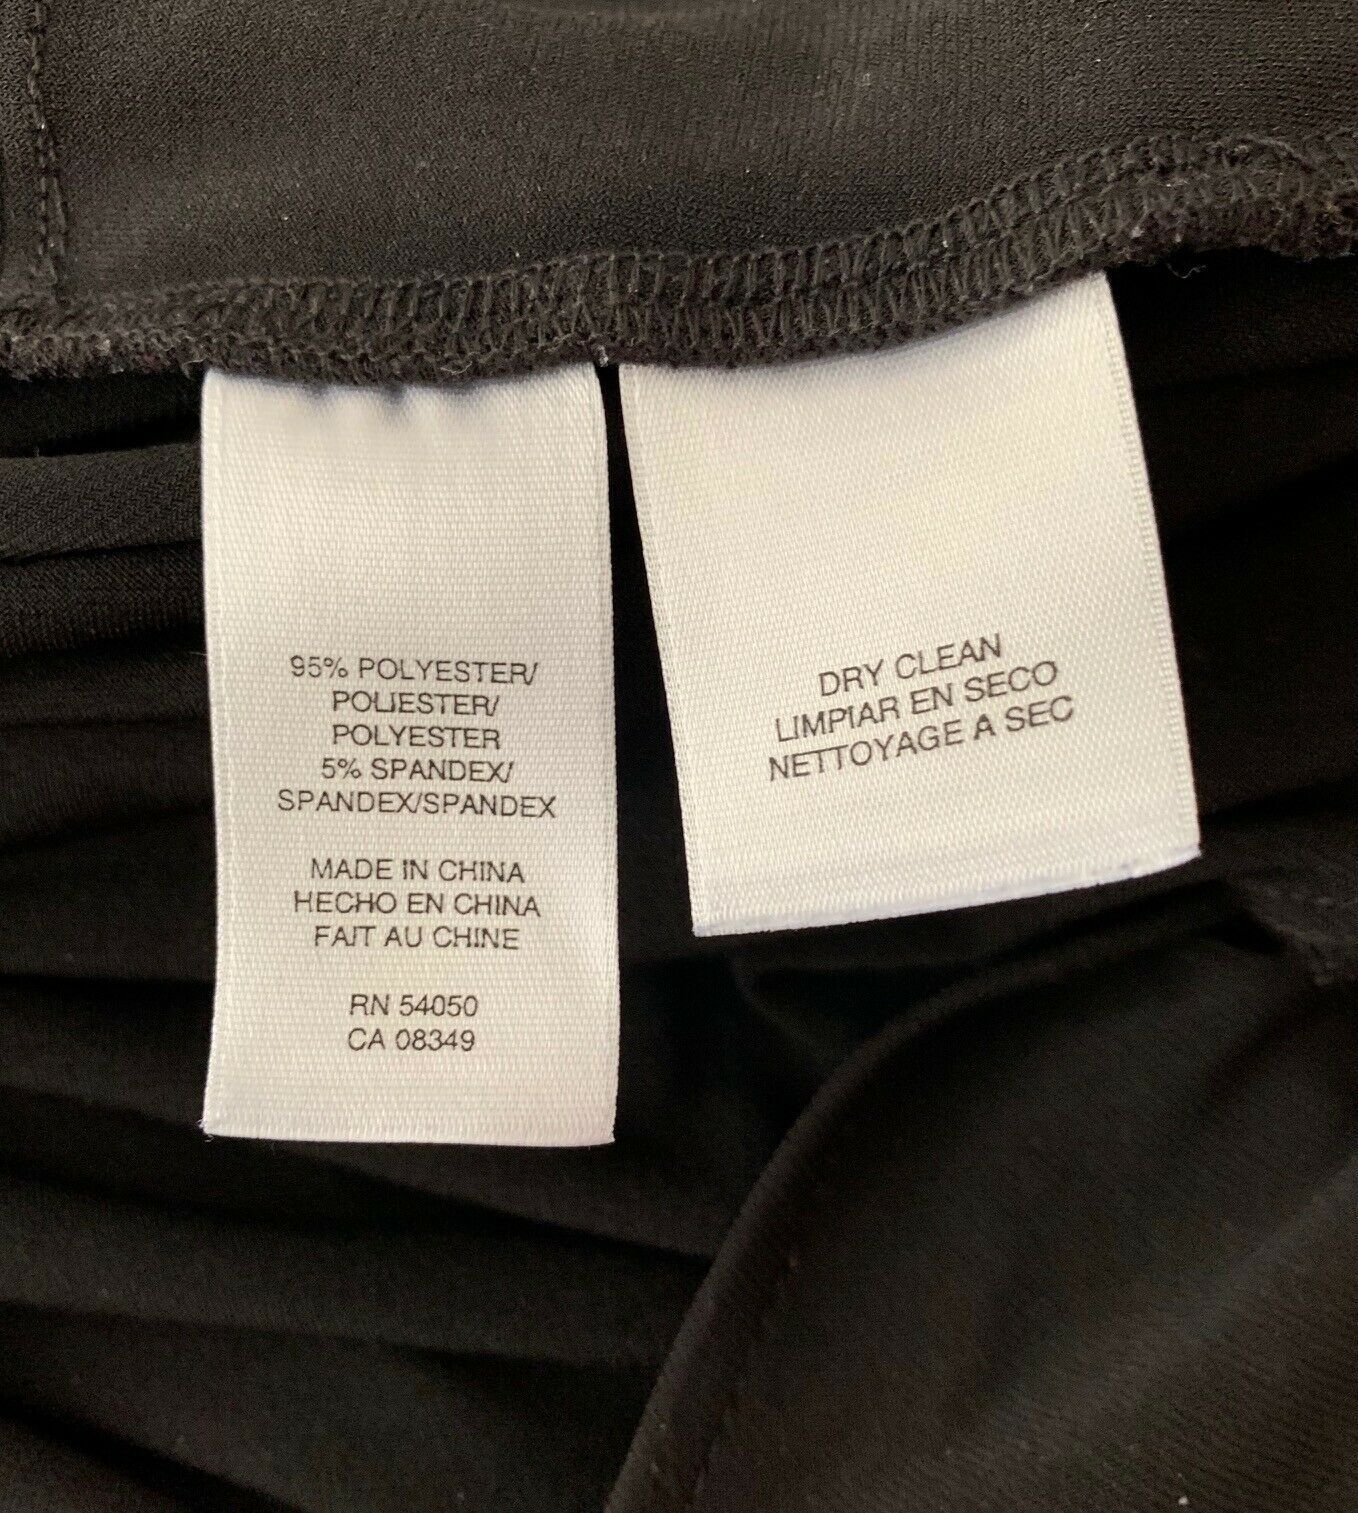 95% POLYESTER/
POLIESTER/
POLYESTER
5% SPANDEX/
SPANDEX/SPANDEX
MADE IN CHINA
HECHO EN CHINA
FAIT AU CHINE
RN 54050
CA 08349
DRY CLEAN
LIMPIAR EN SECO
NETTOYAGE A SEC